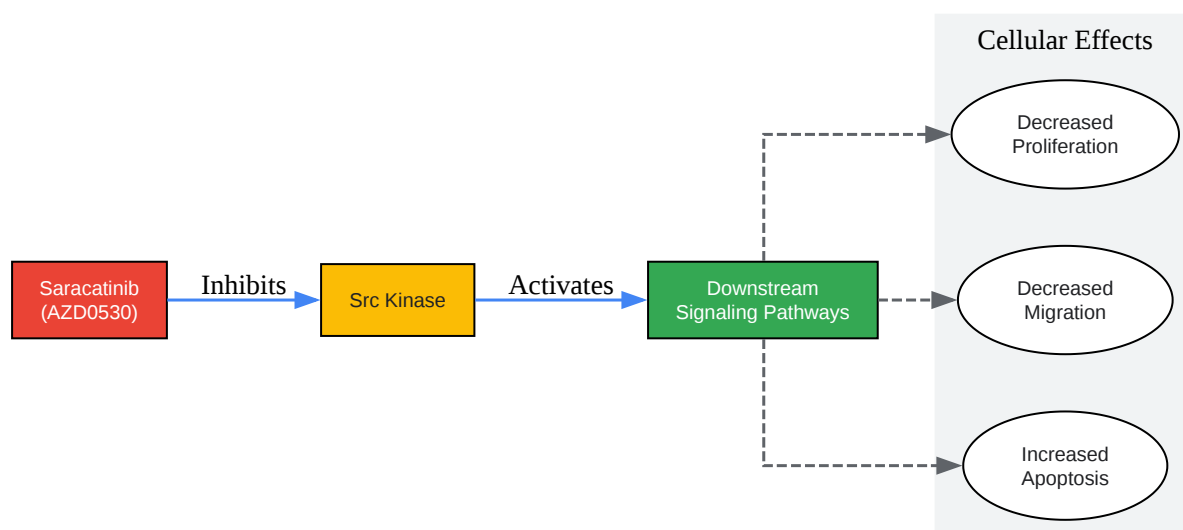 Cellular Effects
Decreased
Proliferation
Saracatinib
(AZD0530)
Inhibits
Src Kinase
Activates
Downstream
Signaling Pathways
Decreased
Migration
Increased
Apoptosis